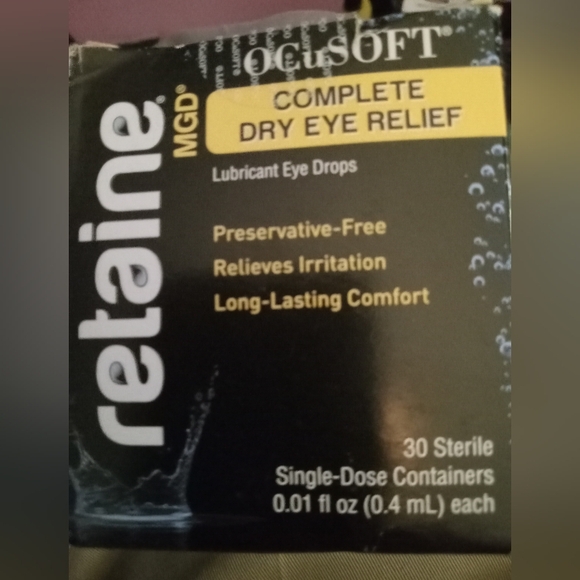 OCuSOFT®
COMPLETE
DRY EYE RELIEF
retaine®
MGD®
Lubricant Eye Drops
Preservative-Free
Relieves Irritation
Long-Lasting Comfort
30 Sterile
Single-Dose Containers
0.01 fl oz (0.4 mL) each